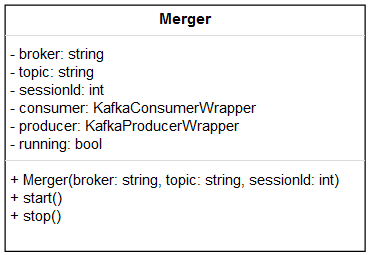 Merger
- broker: string
- topic: string
- sessionId: int
- consumer: KafkaConsumerWrapper
- producer: KafkaProducerWrapper
- running: bool
+ Merger(broker: string, topic: string, sessionId: int)
+ start()
+ stop()